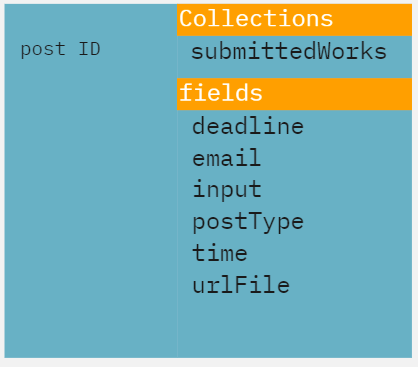 Collections
post ID
submittedWorks
fields
deadline
email
input
postType
time
urlFile